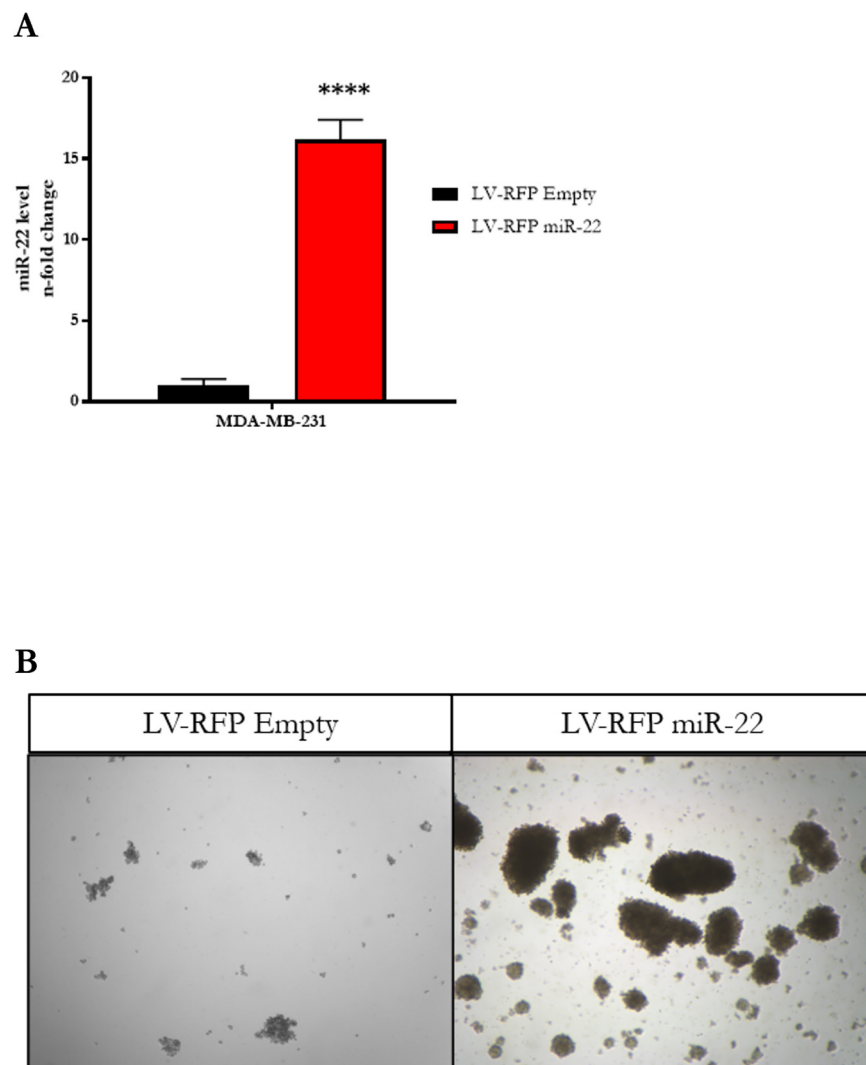 A
20
****
15
10
5
0
miR-22 level
n-fold change
MDA-MB-231
LV-RFP Empty
LV-RFP miR-22
B
LV-RFP Empty
LV-RFP miR-22